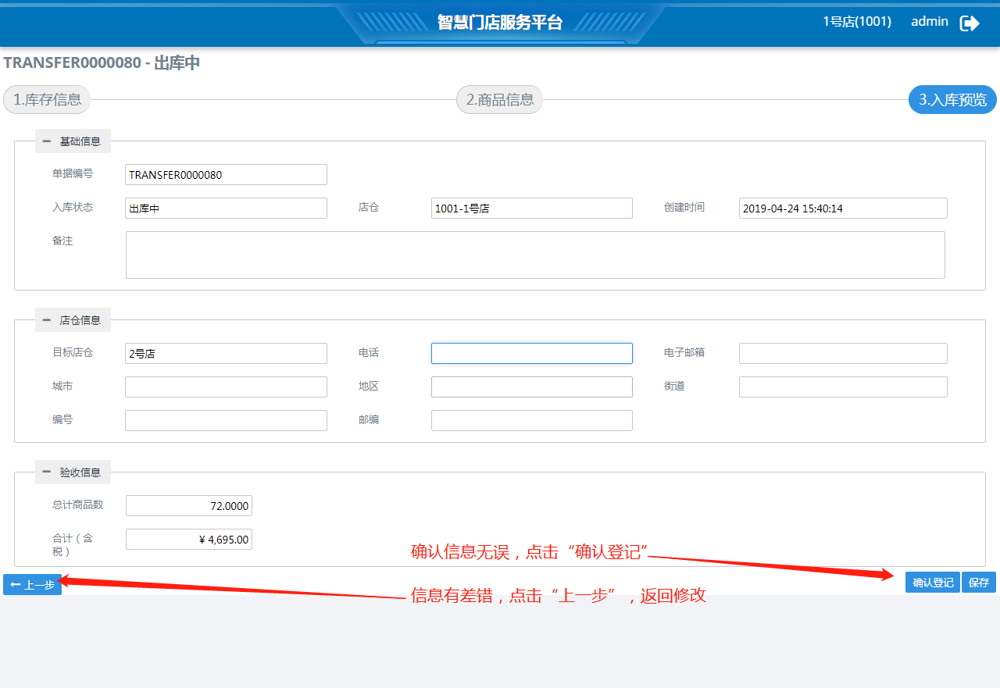 智慧门店服务平台
1号店(1001) admin
TRANSFER0000080 - 出库中
1.库存信息 2.商品信息 3.入库预览
基础信息
单据编号 TRANSFER0000080
入库状态 出库中 店仓 1001-1号店 创建时间 2019-04-24 15:40:14
备注
店仓信息
目标店仓 2号店 电话 电子邮箱
城市 地区 街道
编号 邮编
验收信息
总计商品数 72.0000
合计（含税） ¥ 4,695.00
确认信息无误，点击“确认登记”
上一步 确认登记 保存
信息有差错，点击“上一步”，返回修改